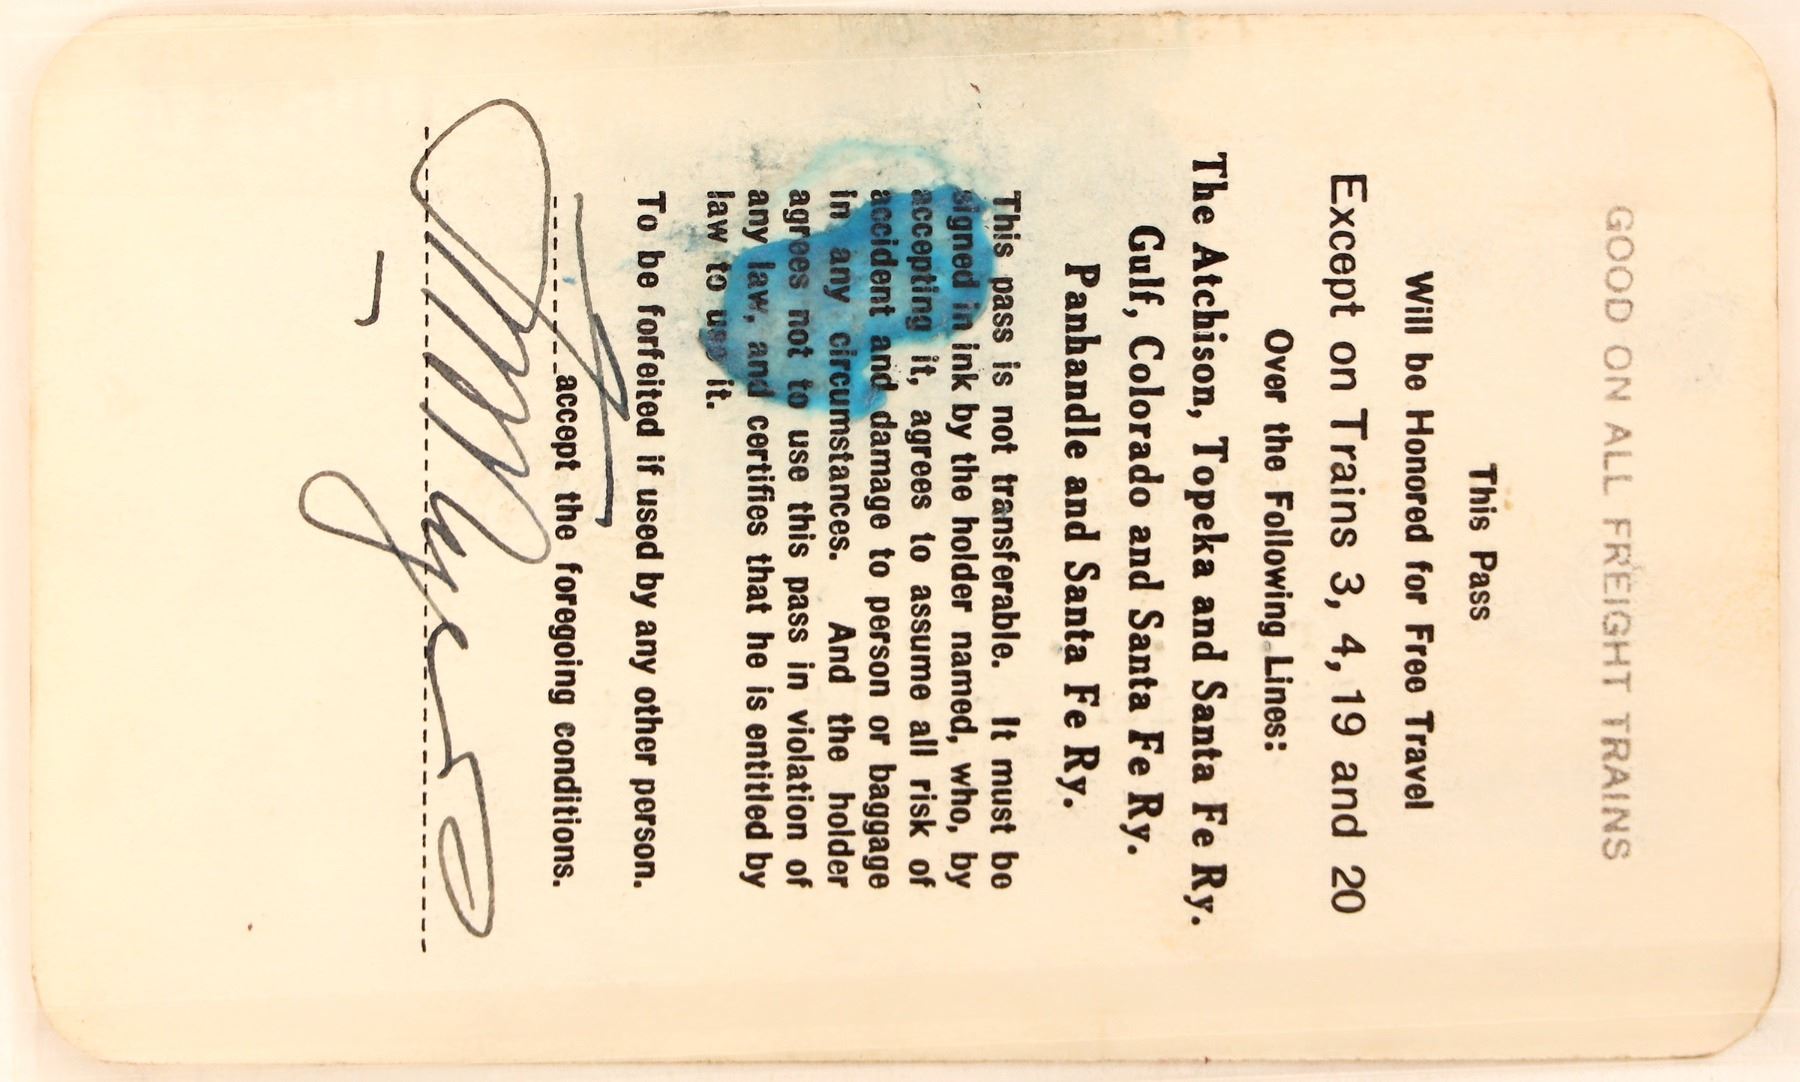 GOOD ON ALL FREIGHT TRAINS
This Pass
Will be Honored for Free Travel
Except on Trains 3, 4, 19 and 20
Over the Following Lines:
The Atchison, Topeka and Santa Fe Ry.
Gulf, Colorado and Santa Fe Ry.
Panhandle and Santa Fe Ry.
This pass is not transferable. It must be
signed in ink by the holder named, who, by
accepting it, agrees to assume all risk of
accident and damage to person or baggage
in any circumstances. And the holder
agrees not to use this pass in violation of
any law, and certifies that he is entitled by
law to use it.
To be forfeited if used by any other person.
I accept the foregoing conditions.